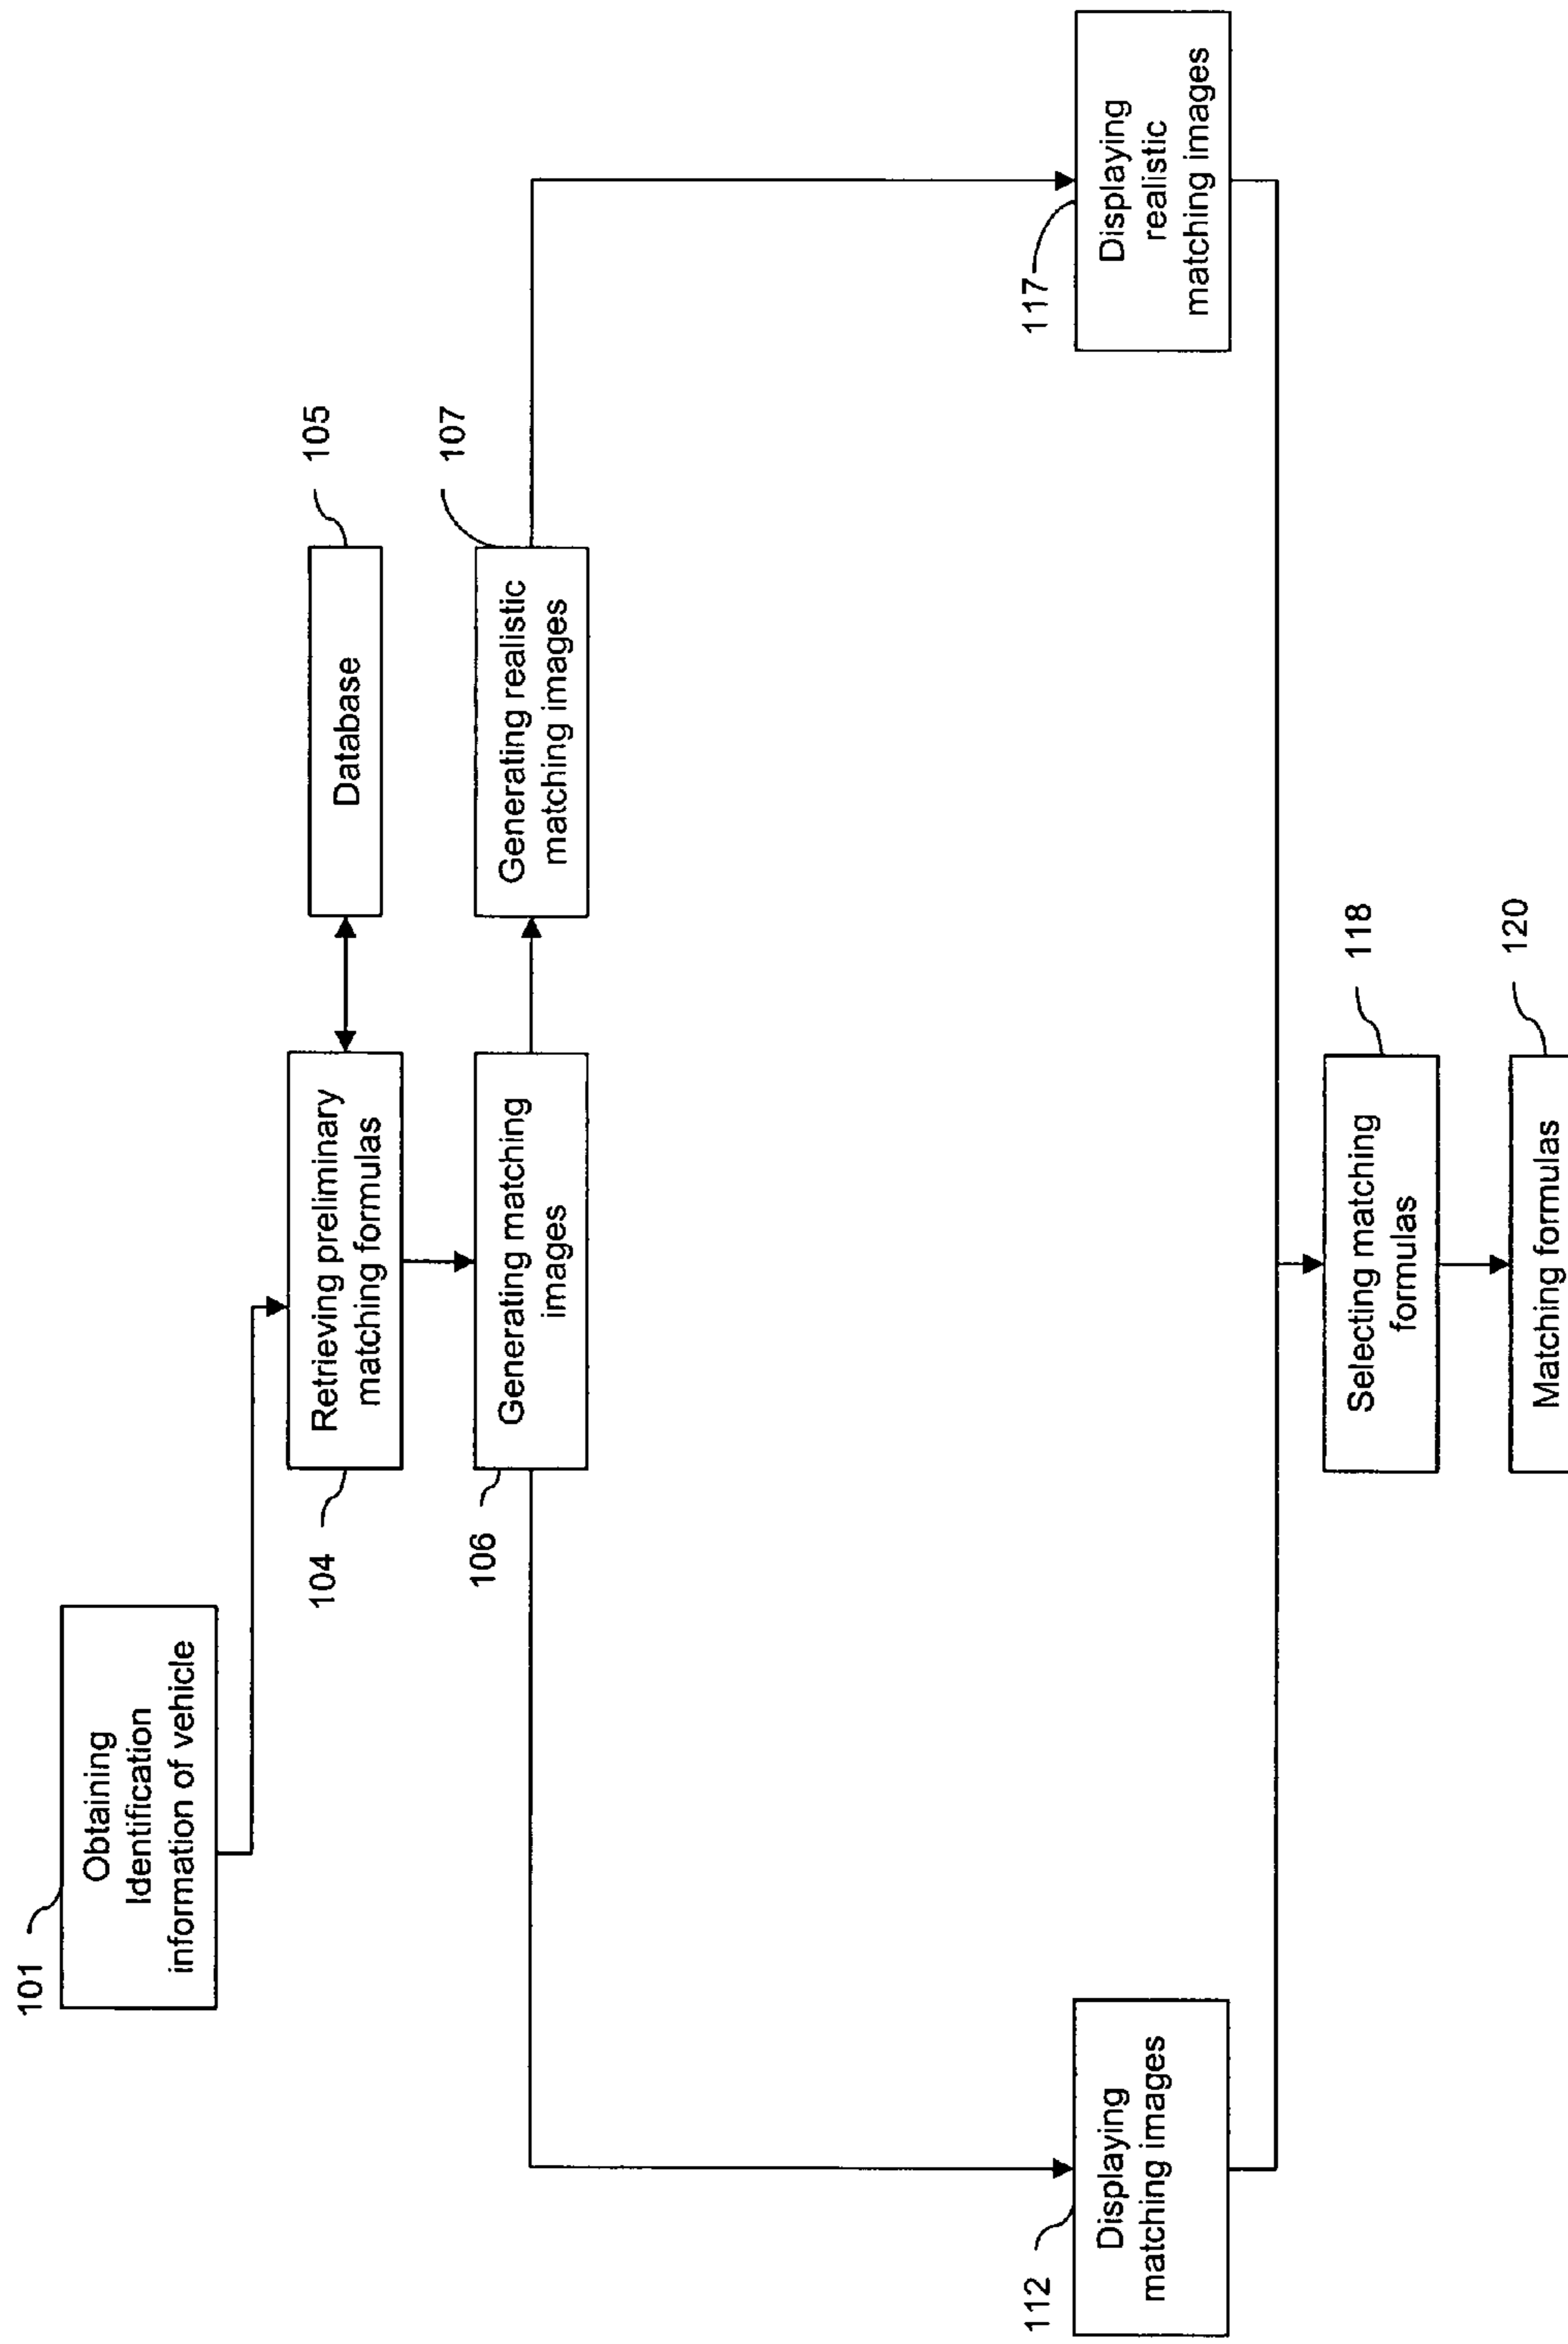 101
Obtaining
Identification
information of vehicle
104
Retrieving preliminary
matching formulas
Database
105
106
Generating matching
images
Generating realistic
matching images
107
112
Displaying
matching images
117
Displaying
realistic
matching images
Selecting matching
formulas
118
Matching formulas
120